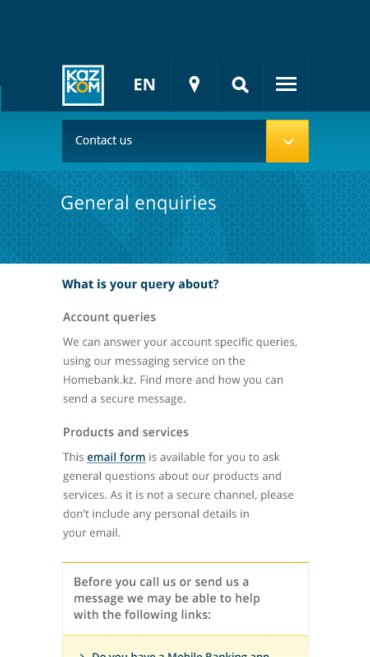 KAZ
KOM
EN
Contact us
General enquiries
What is your query about?
Account queries
We can answer your account specific queries,
using our messaging service on the
Homebank.kz. Find more and how you can
send a secure message.
Products and services
This email form is available for you to ask
general questions about our products and
services. As it is not a secure channel, please
don't include any personal details in
your email.
Before you call us or send us a
message we may be able to help
with the following links:
Do you have a Mobile Banking app